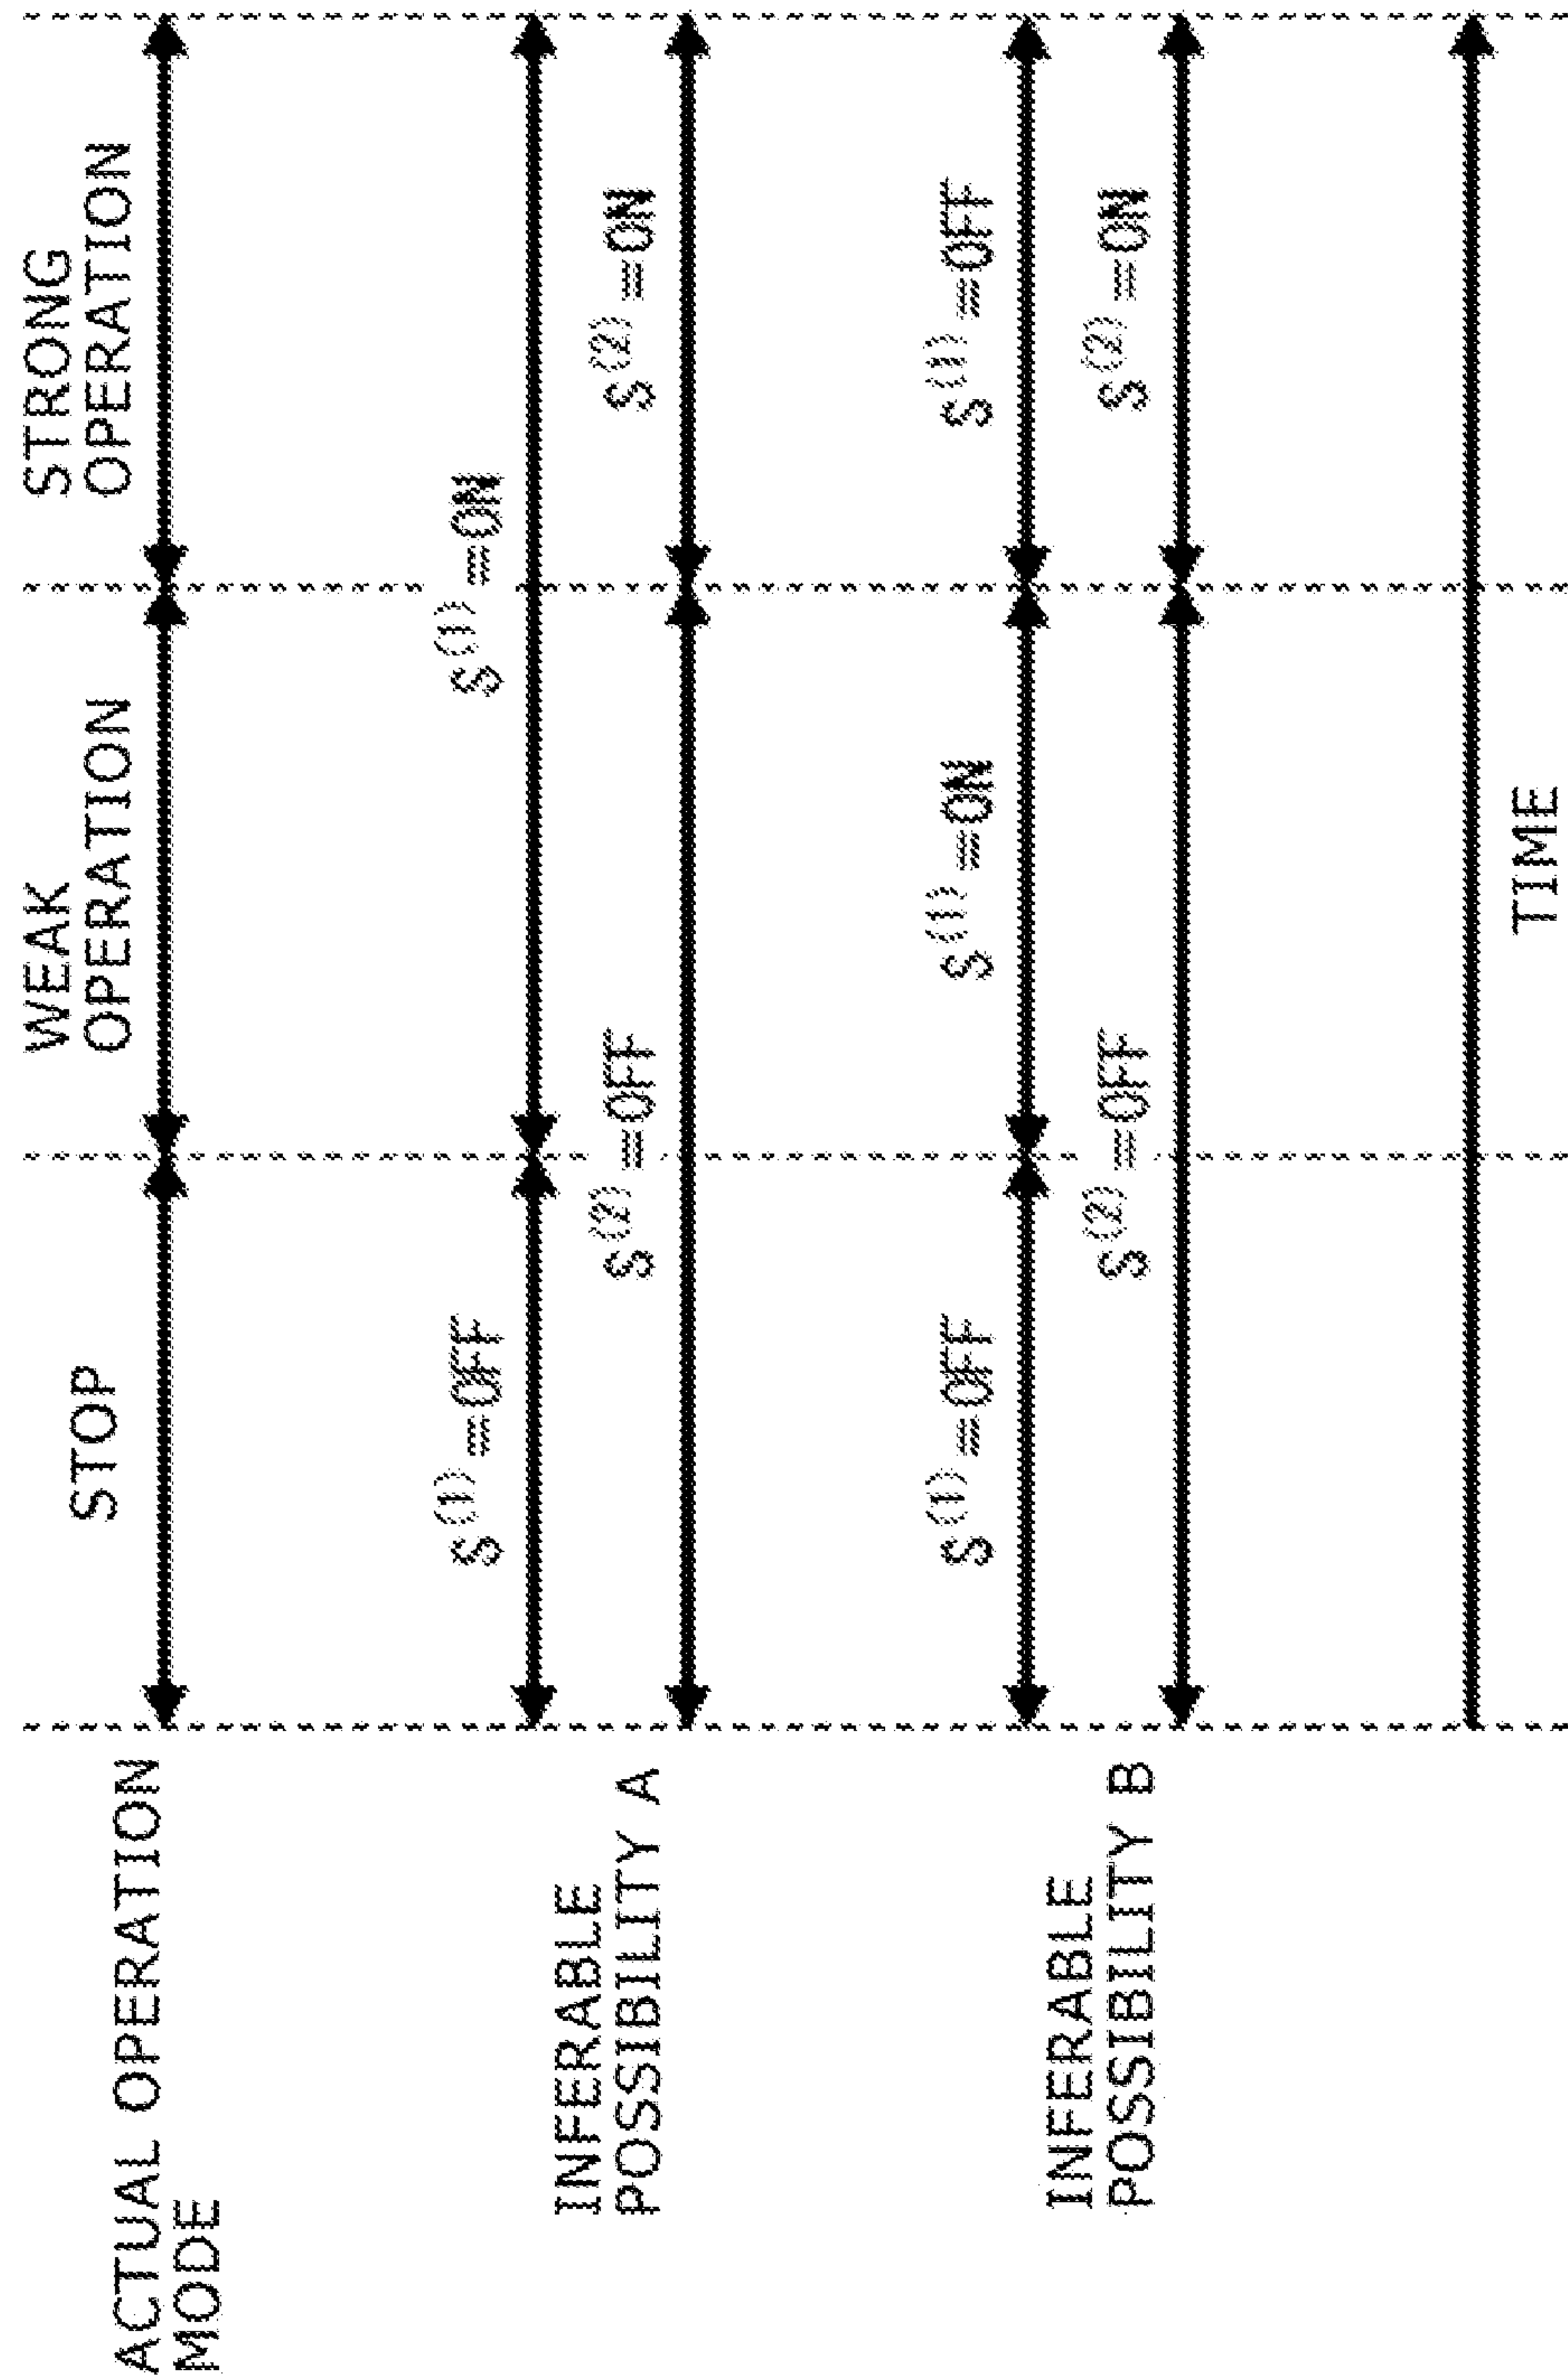 STOP
WEAK
OPERATION
STRONG
OPERATION
ACTUAL OPERATION
MODE
S(1)=OFF
S(1)=ON
INFERABLE
POSSIBILITY A
S(2)=OFF
S(2)=ON
S(1)=OFF
S(1)=ON
S(1)=OFF
INFERABLE
POSSIBILITY B
S(2)=OFF
S(2)=ON
TIME